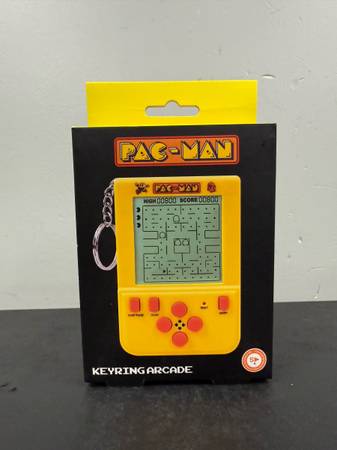 PAC-MAN
PAC-MAN
HIGH 00800 SCORE 00800
KEYRING ARCADE